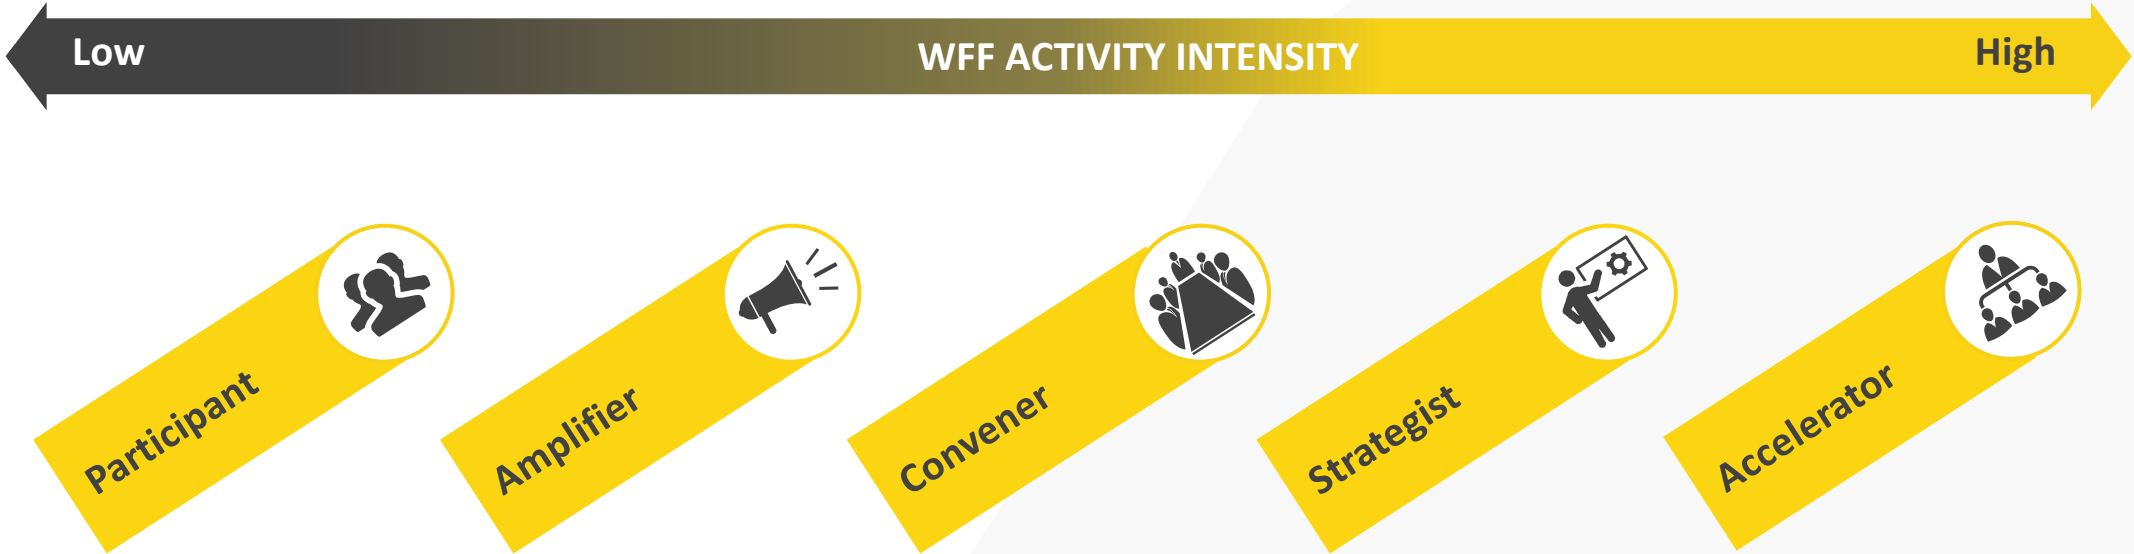 Low
WFF ACTIVITY INTENSITY
High
Participant
Amplifier
Convener
Strategist
Accelerator